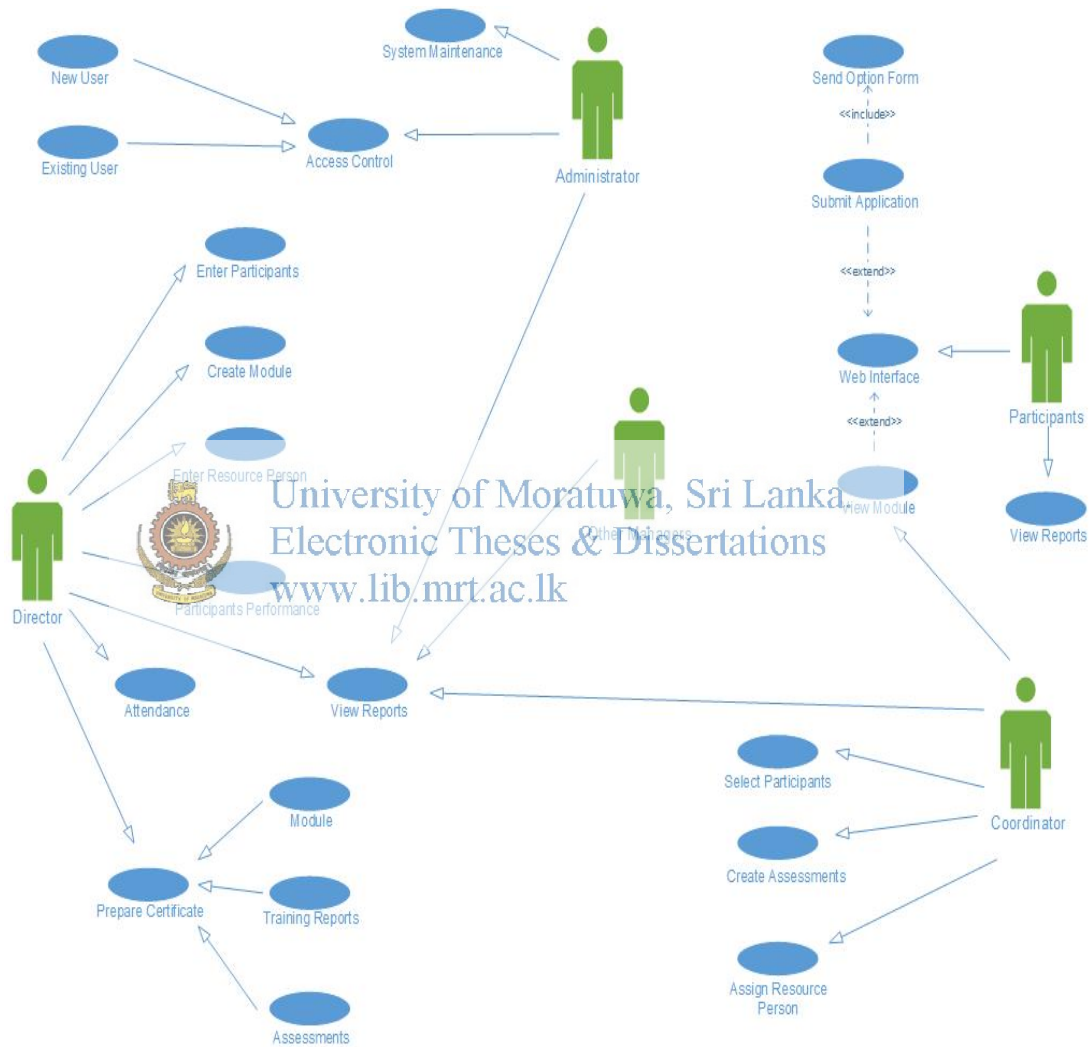 System Maintenance
New User
Send Option Form
<<include>>
Existing User
Access Control
Administrator
Submit Application
Enter Participants
<<extend>>
Create Module
Web Interface
Participants
<<extend>>
Enter Resource Person
University of Moratuwa, Sri Lanka.
View Module
View Reports
Other Managers
Electronic Theses & Dissertations
www.lib.mrt.ac.lk
Participants Performance
UNIVERSITY OF MORATUWA
Director
Attendance
View Reports
Select Participants
Coordinator
Module
Create Assessments
Prepare Certificate
Training Reports
Assign Resource
Person
Assessments